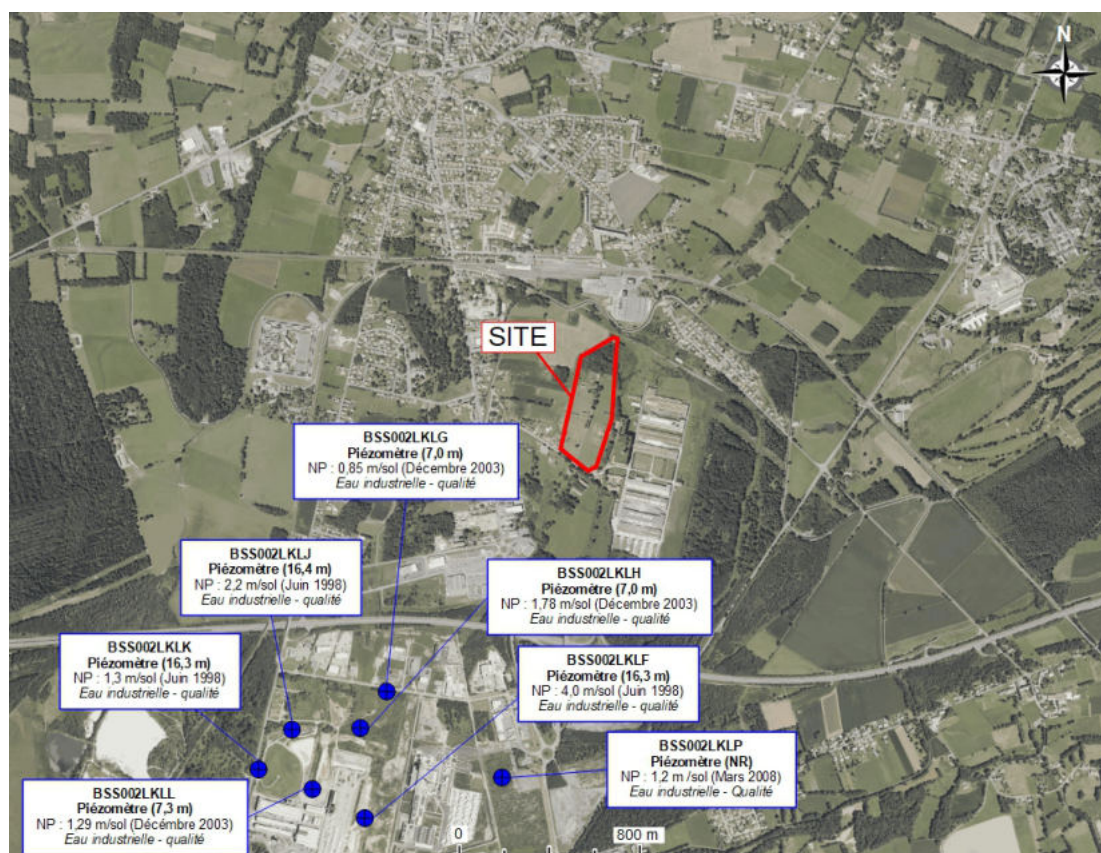 N
SITE
BSS002LKLG
Piézomètre (7,0 m)
NP : 0,85 m/sol (Décembre 2003)
Eau industrielle - qualité
BSS002LKLJ
Piézomètre (16,4 m)
NP : 2,2 m/sol (Juin 1998)
Eau industrielle - qualité
BSS002LKLH
Piézomètre (7,0 m)
NP : 1,78 m/sol (Décembre 2003)
Eau industrielle - qualité
BSS002LKLK
Piézomètre (16,3 m)
NP : 1,3 m/sol (Juin 1998)
Eau industrielle - qualité
BSS002LKLF
Piézomètre (16,3 m)
NP : 4,0 m/sol (Juin 1998)
Eau industrielle - qualité
BSS002LKLP
Piézomètre (NR)
NP : 1,2 m /sol (Mars 2008)
Eau industrielle - Qualité
BSS002LKLL
Piézomètre (7,3 m)
NP : 1,29 m/sol (Décémbre 2003)
Eau industrielle - qualité
0 800 m